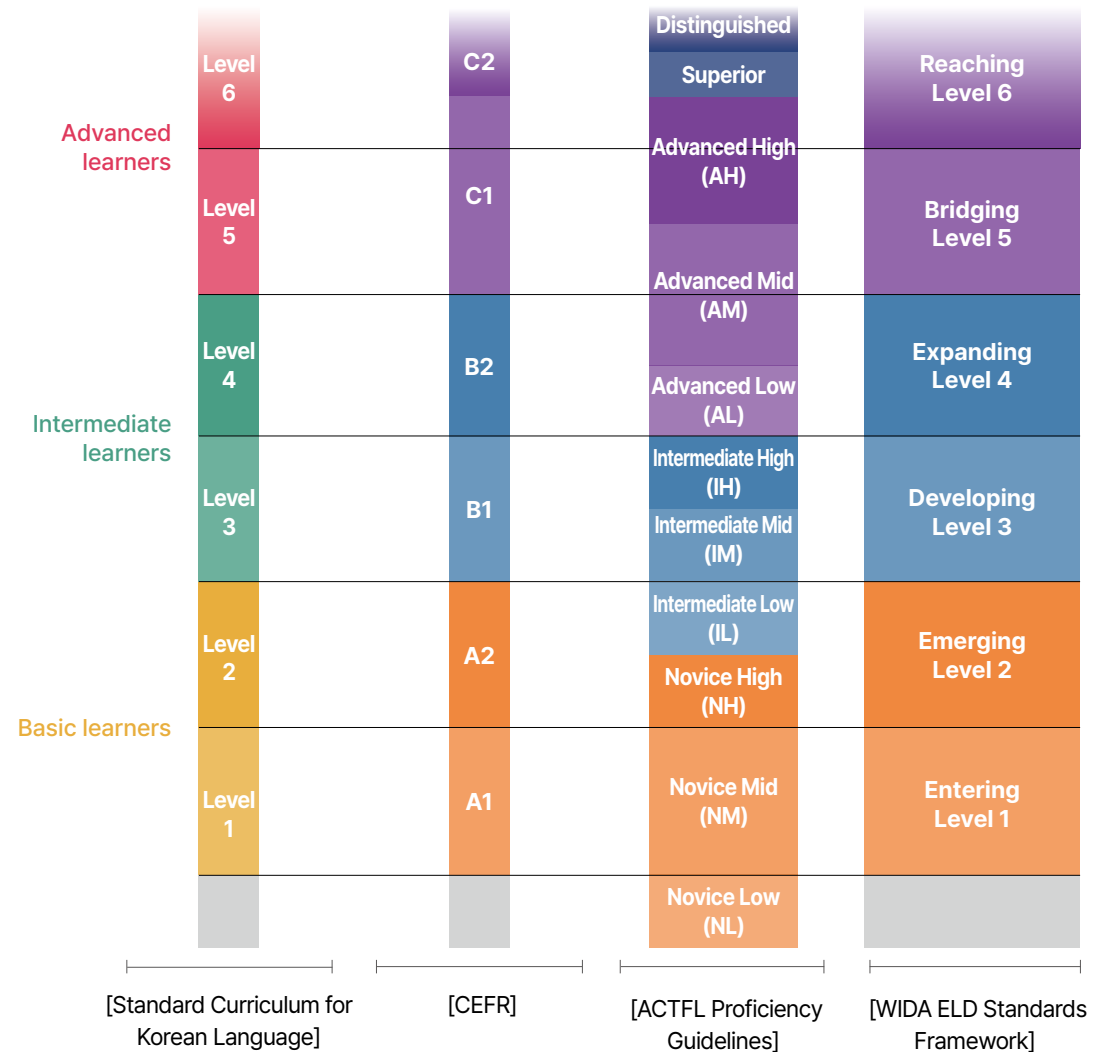 Advanced
learners
Intermediate
learners
Basic learners
Level
6
Level
5
Level
4
Level
3
Level
2
Level
1
C2
C1
B2
B1
A2
A1
Distinguished
Superior
Advanced High
(AH)
Advanced Mid
(AM)
Advanced Low
(AL)
Intermediate High
(IH)
Intermediate Mid
(IM)
Intermediate Low
(IL)
Novice High
(NH)
Novice Mid
(NM)
Novice Low
(NL)
Reaching
Level 6
Bridging
Level 5
Expanding
Level 4
Developing
Level 3
Emerging
Level 2
Entering
Level 1
[Standard Curriculum for
Korean Language]
[CEFR]
[ACTFL Proficiency
Guidelines]
[WIDA ELD Standards
Framework]